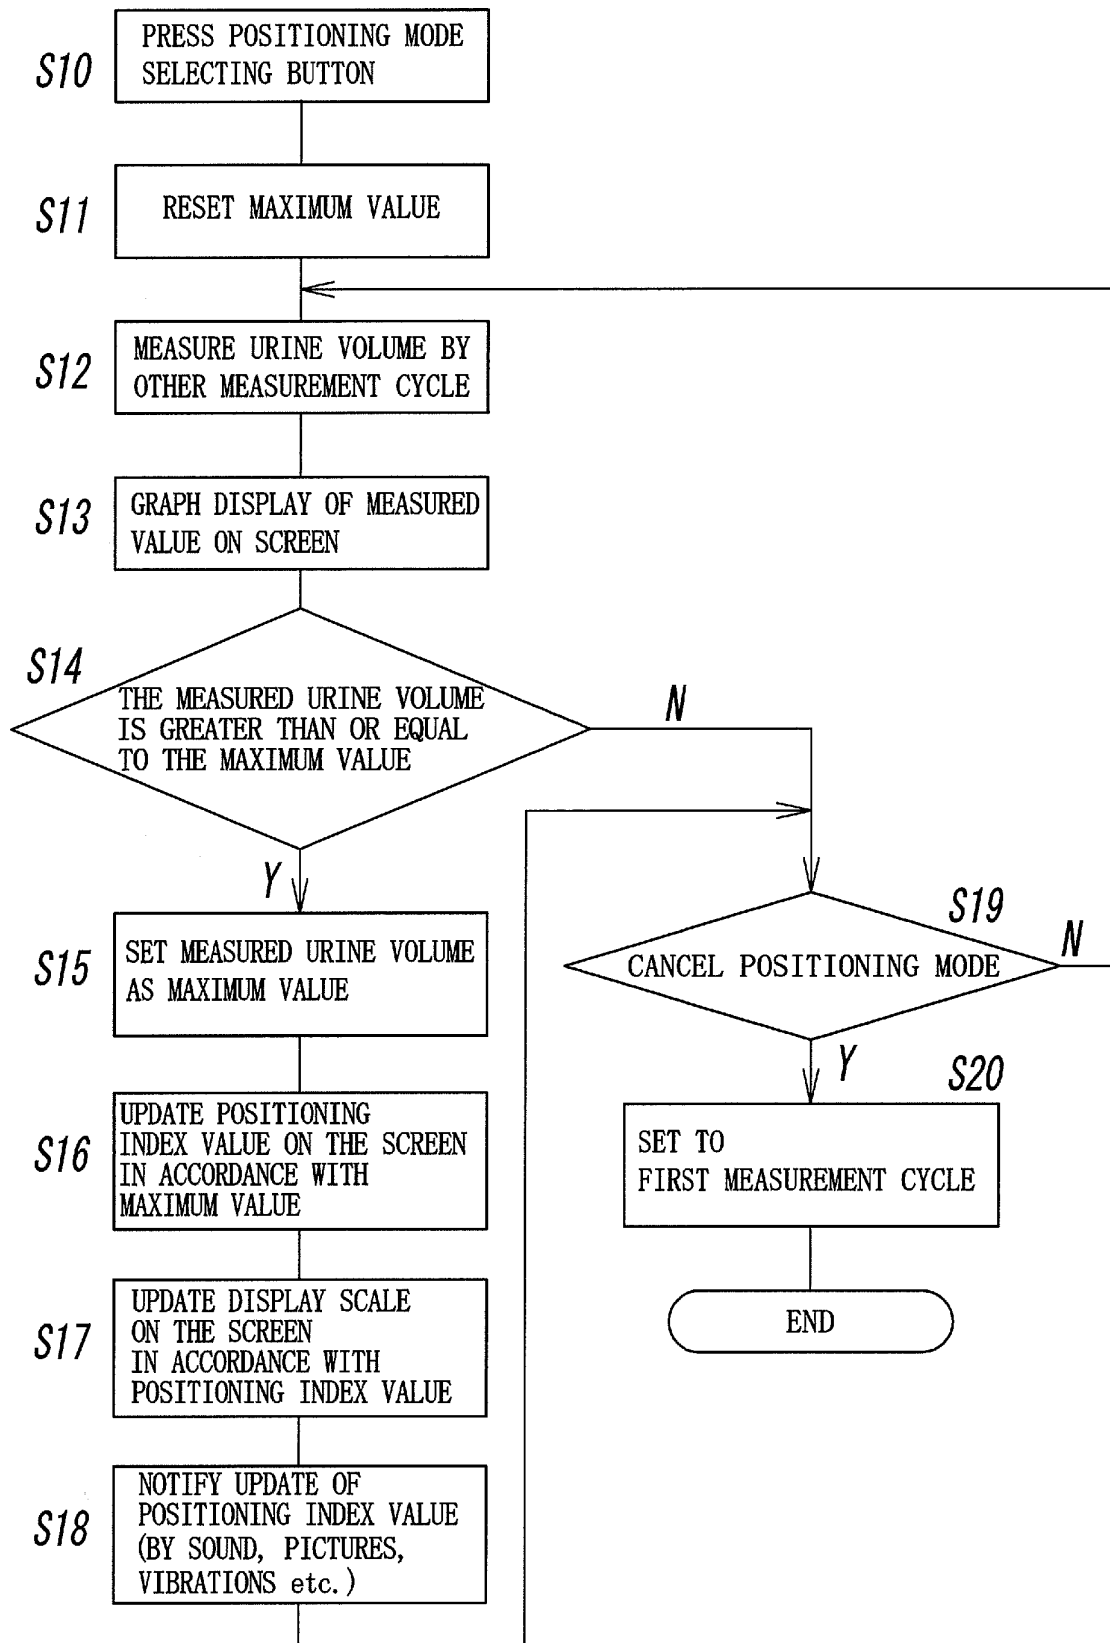 S10
PRESS POSITIONING MODE
SELECTING BUTTON
S11
RESET MAXIMUM VALUE
S12
MEASURE URINE VOLUME BY
OTHER MEASUREMENT CYCLE
S13
GRAPH DISPLAY OF MEASURED
VALUE ON SCREEN
S14
THE MEASURED URINE VOLUME
IS GREATER THAN OR EQUAL
TO THE MAXIMUM VALUE
N
Y
S15
SET MEASURED URINE VOLUME
AS MAXIMUM VALUE
S16
UPDATE POSITIONING
INDEX VALUE ON THE SCREEN
IN ACCORDANCE WITH
MAXIMUM VALUE
S17
UPDATE DISPLAY SCALE
ON THE SCREEN
IN ACCORDANCE WITH
POSITIONING INDEX VALUE
S18
NOTIFY UPDATE OF
POSITIONING INDEX VALUE
(BY SOUND, PICTURES,
VIBRATIONS etc.)
S19
CANCEL POSITIONING MODE
N
Y
S20
SET TO
FIRST MEASUREMENT CYCLE
END